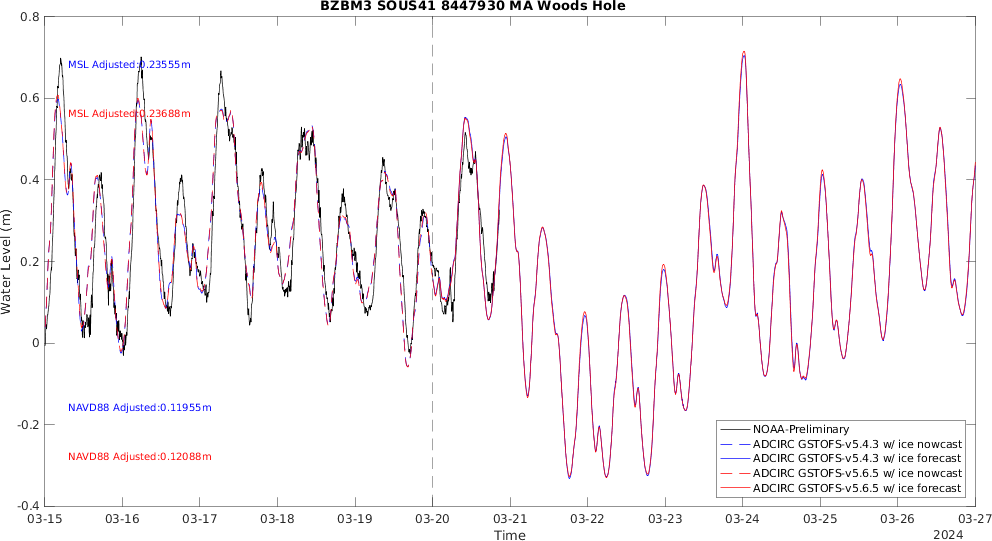 BZBM3 SOUS41 8447930 MA Woods Hole
0.8
MSL Adjusted:0.23555m
0.6
MSL Adjusted:0.23688m
0.4
Water Level (m)
0.2
0
NAVD88 Adjusted:0.11955m
-0.2
NAVD88 Adjusted:0.12088m
-0.4
NOAA-Preliminary
ADCIRC GSTOFS-v5.4.3 w/ ice nowcast
ADCIRC GSTOFS-v5.4.3 w/ ice forecast
ADCIRC GSTOFS-v5.6.5 w/ ice nowcast
ADCIRC GSTOFS-v5.6.5 w/ ice forecast
03-15 03-16 03-17 03-18 03-19 03-20 03-21 03-22 03-23 03-24 03-25 03-26 03-27
Time
2024